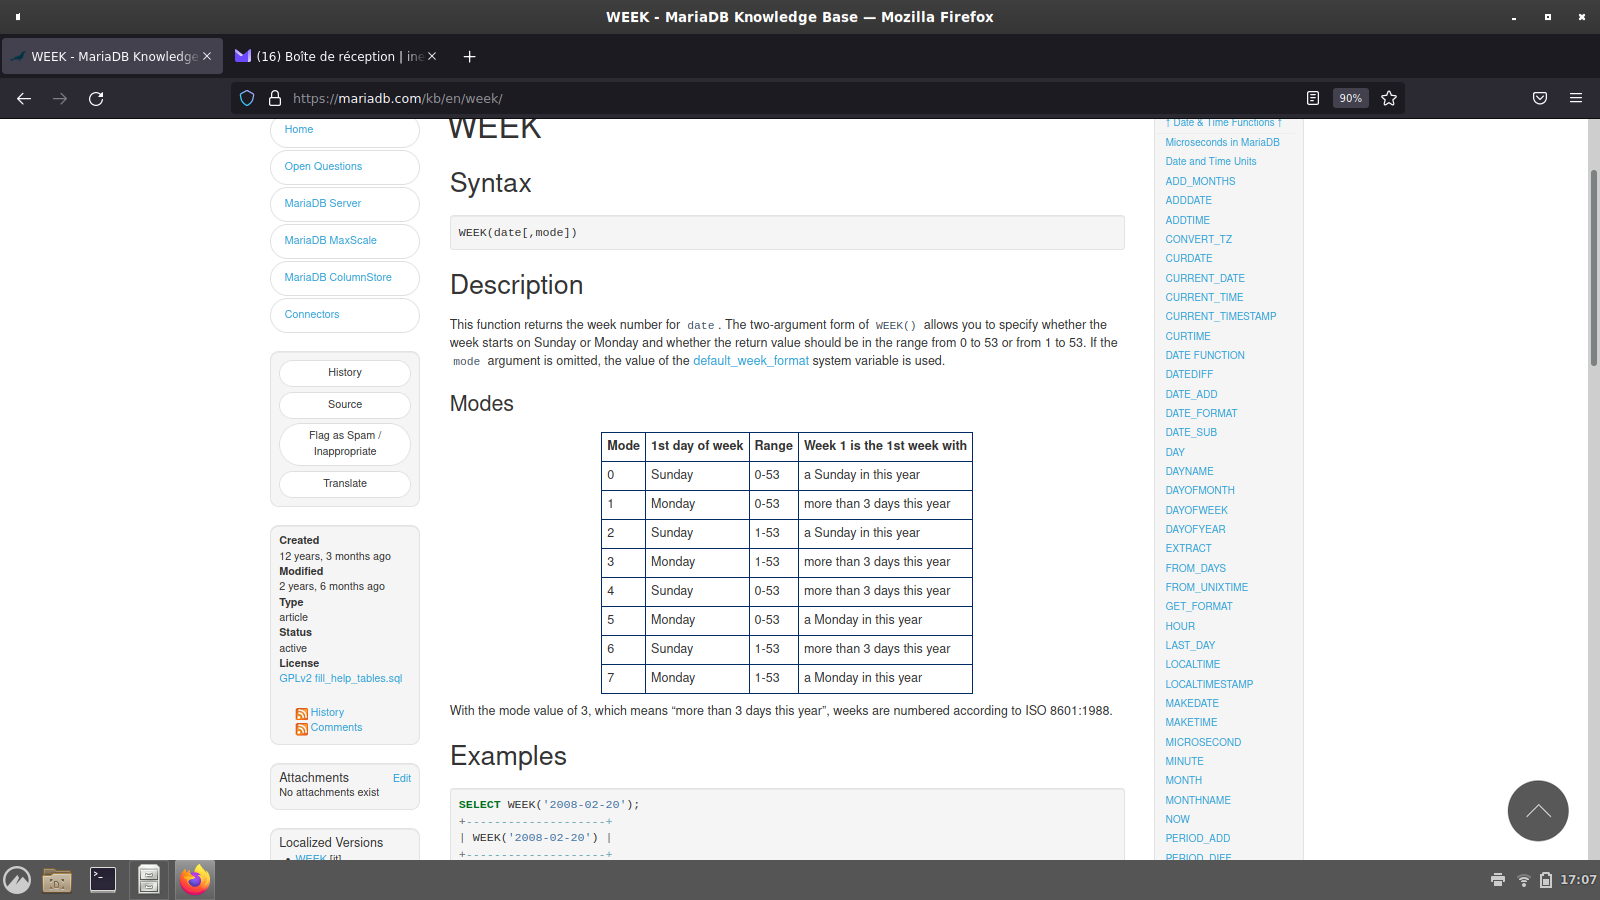 WEEK - MariaDB Knowledge Base — Mozilla Firefox
WEEK - MariaDB Knowledge
(16) Boîte de réception | ine
https://mariadb.com/kb/en/week/
90%
Home
Open Questions
MariaDB Server
MariaDB MaxScale
MariaDB ColumnStore
Connectors
History
Source
Flag as Spam /
Inappropriate
Translate
Created
12 years, 3 months ago
Modified
2 years, 6 months ago
Type
article
Status
active
License
GPLv2 fill_help_tables.sql
History
Comments
Attachments Edit
No attachments exist
Localized Versions
• WEEK [it]
WEEK
Syntax
WEEK(date[,mode])
Description
This function returns the week number for date . The two-argument form of WEEK() allows you to specify whether the
week starts on Sunday or Monday and whether the return value should be in the range from 0 to 53 or from 1 to 53. If the
mode argument is omitted, the value of the default_week_format system variable is used.
Modes
Mode 1st day of week Range Week 1 is the 1st week with
0 Sunday 0-53 a Sunday in this year
1 Monday 0-53 more than 3 days this year
2 Sunday 1-53 a Sunday in this year
3 Monday 1-53 more than 3 days this year
4 Sunday 0-53 more than 3 days this year
5 Monday 0-53 a Monday in this year
6 Sunday 1-53 more than 3 days this year
7 Monday 1-53 a Monday in this year
With the mode value of 3, which means “more than 3 days this year”, weeks are numbered according to ISO 8601:1988.
Examples
SELECT WEEK('2008-02-20');
+--------------------+
| WEEK('2008-02-20') |
+--------------------+
↑ Date & Time Functions ↑
Microseconds in MariaDB
Date and Time Units
ADD_MONTHS
ADDDATE
ADDTIME
CONVERT_TZ
CURDATE
CURRENT_DATE
CURRENT_TIME
CURRENT_TIMESTAMP
CURTIME
DATE FUNCTION
DATEDIFF
DATE_ADD
DATE_FORMAT
DATE_SUB
DAY
DAYNAME
DAYOFMONTH
DAYOFWEEK
DAYOFYEAR
EXTRACT
FROM_DAYS
FROM_UNIXTIME
GET_FORMAT
HOUR
LAST_DAY
LOCALTIME
LOCALTIMESTAMP
MAKEDATE
MAKETIME
MICROSECOND
MINUTE
MONTH
MONTHNAME
NOW
PERIOD_ADD
PERIOD_DIFF
17:07